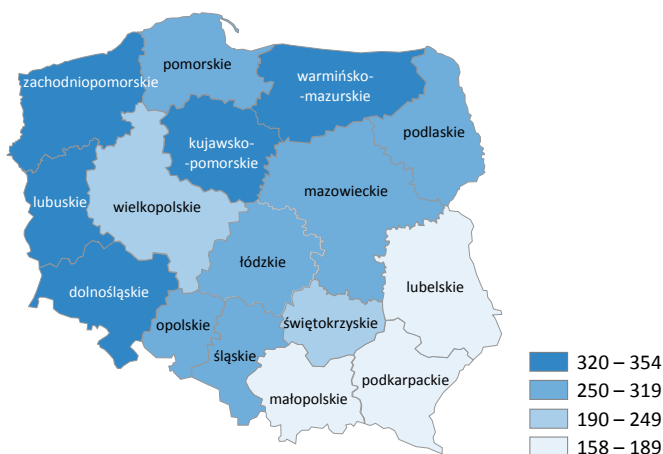 pomorskie
zachodniopomorskie
warmińsko-
-mazurskie
podlaskie
kujawsko-
-pomorskie
mazowieckie
lubuskie
wielkopolskie
łódzkie
lubelskie
dolnośląskie
opolskie
świętokrzyskie
śląskie
podkarpackie
małopolskie
320 – 354
250 – 319
190 – 249
158 – 189